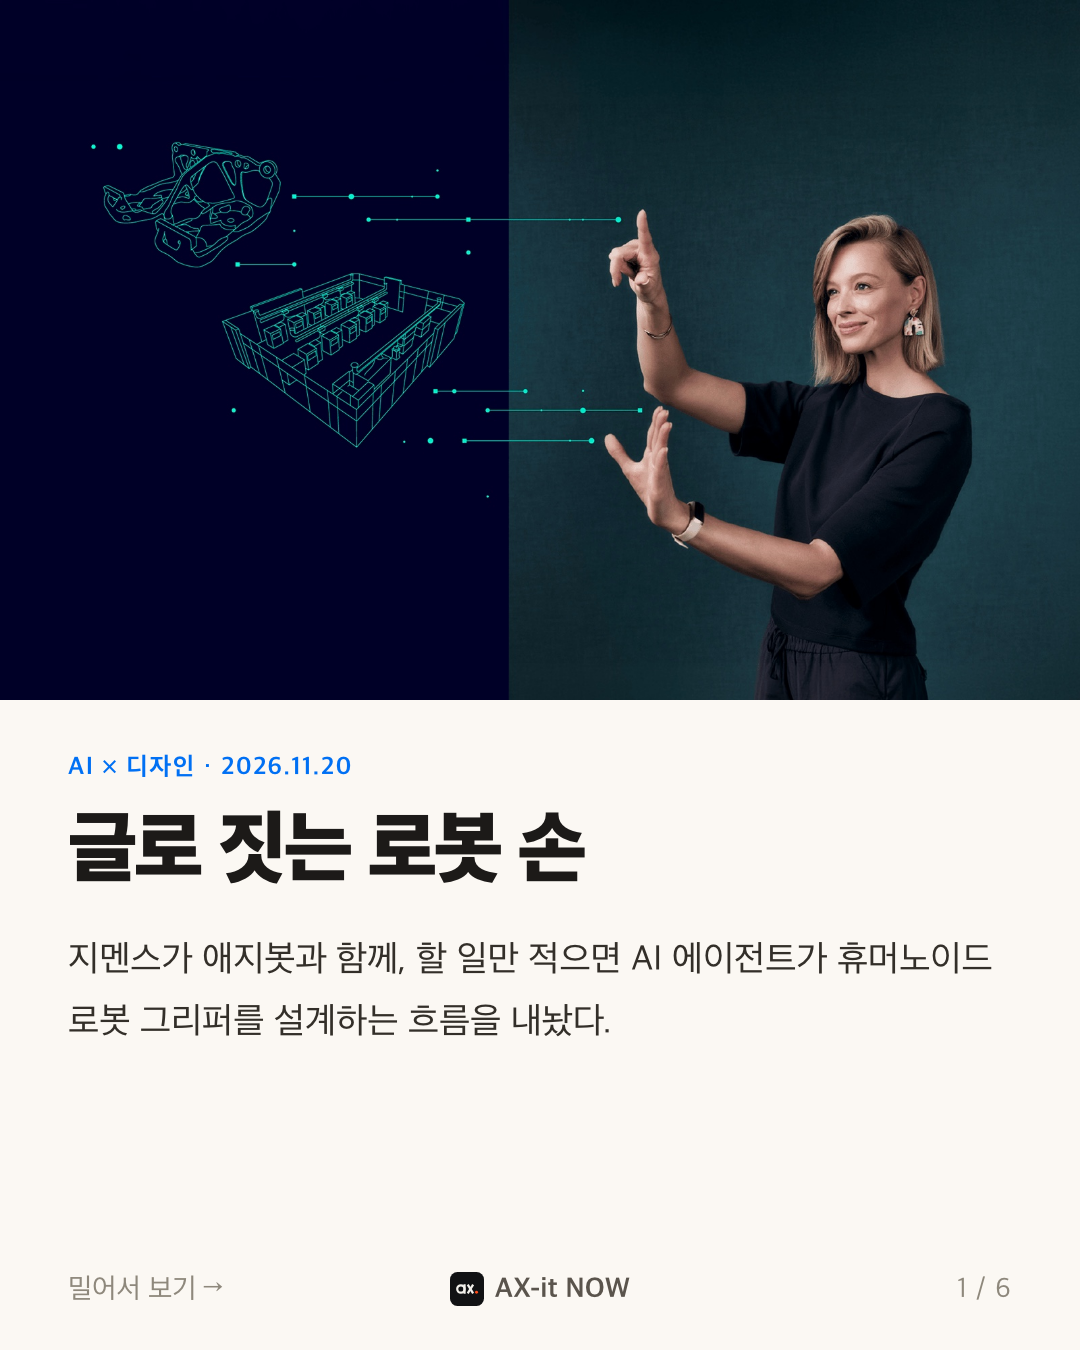 AI × 디자인 · 2026.11.20
글로 짓는 로봇 손
지멘스가 애지봇과 함께, 할 일만 적으면 AI 에이전트가 휴머노이드
로봇 그리퍼를 설계하는 흐름을 내놨다.
밀어서 보기 →
ax. AX-it NOW
1 / 6